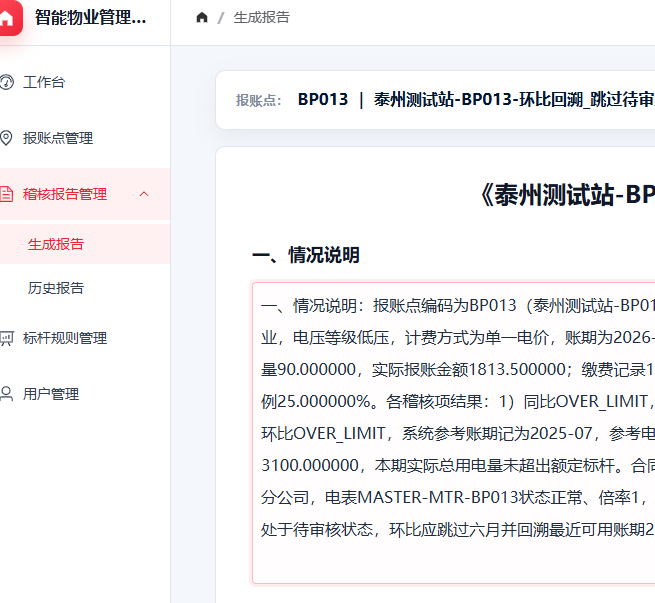 智能物业管理...
/ 生成报告
工作台
报账点管理
稽核报告管理
生成报告
历史报告
标杆规则管理
用户管理
报账点： BP013 | 泰州测试站-BP013-环比回溯_跳过待审
《泰州测试站-BP
一、情况说明
一、情况说明：报账点编码为BP013（泰州测试站-BP01
业，电压等级低压，计费方式为单一电价，账期为2026-
量90.000000，实际报账金额1813.500000；缴费记录1
例25.000000%。各稽核项结果：1）同比OVER_LIMIT，
环比OVER_LIMIT，系统参考账期记为2025-07，参考电
3100.000000，本期实际总用电量未超出额定标杆。合同
分公司，电表MASTER-MTR-BP013状态正常、倍率1，
处于待审核状态，环比应跳过六月并回溯最近可用账期2